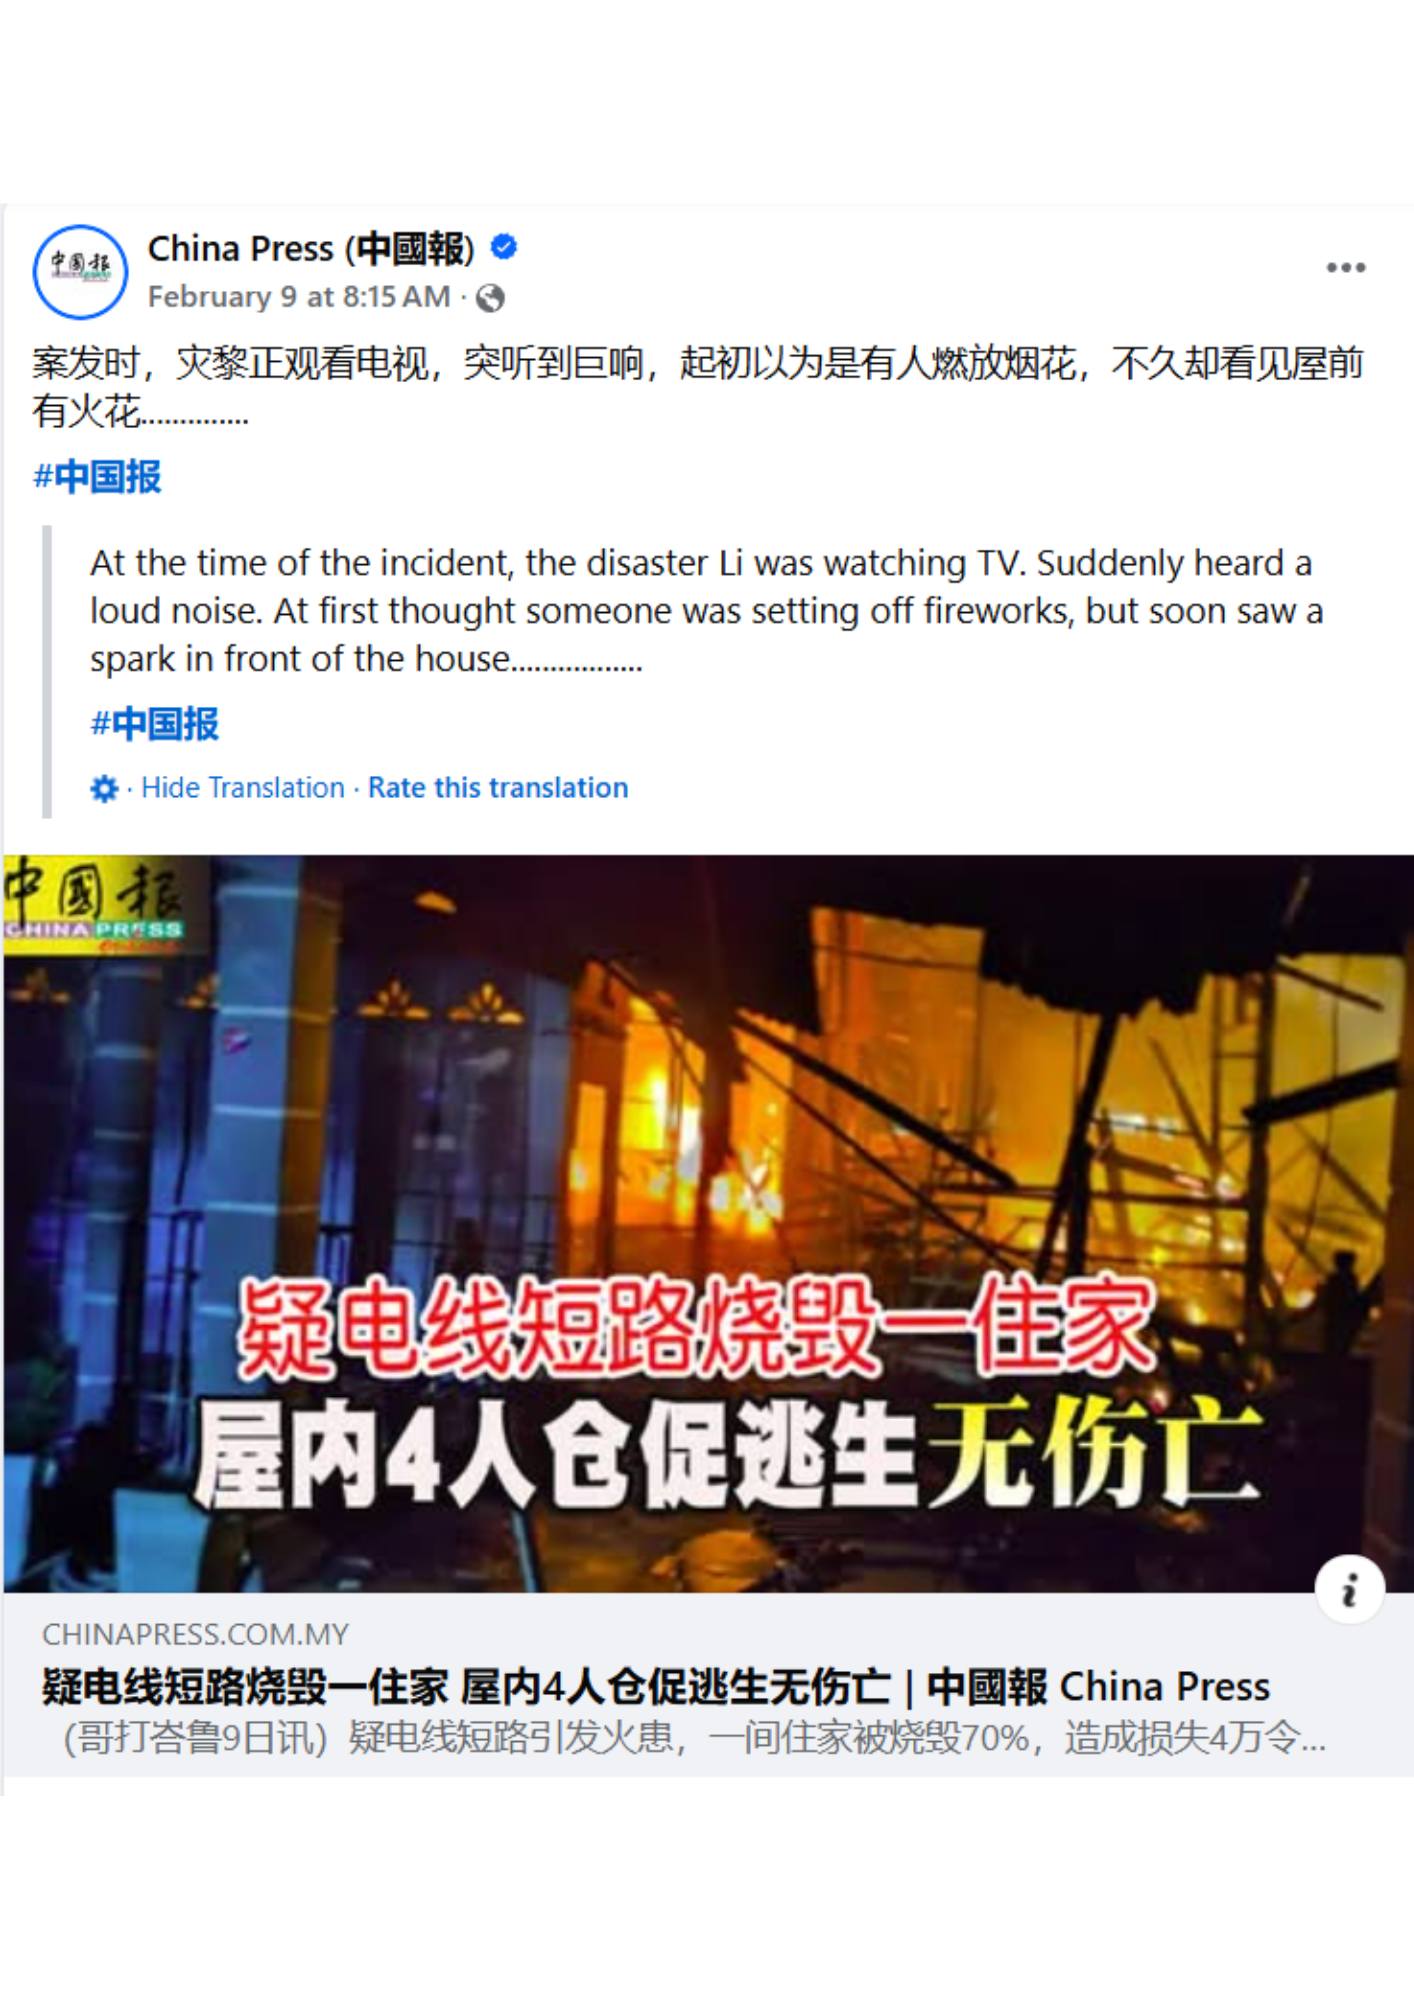 中國報
China Press (中國報)
February 9 at 8:15 AM ·
案发时，灾黎正观看电视，突听到巨响，起初以为是有人燃放烟花，不久却看见屋前
有火花..............
#中国报
At the time of the incident, the disaster Li was watching TV. Suddenly heard a
loud noise. At first thought someone was setting off fireworks, but soon saw a
spark in front of the house.................
#中国报
· Hide Translation · Rate this translation
中國報
CHINA PRESS
疑电线短路烧毁一住家
屋内4人仓促逃生无伤亡
CHINAPRESS.COM.MY
疑电线短路烧毁一住家 屋内4人仓促逃生无伤亡 | 中國報 China Press
（哥打峇鲁9日讯）疑电线短路引发火患，一间住家被烧毁70%，造成损失4万令...